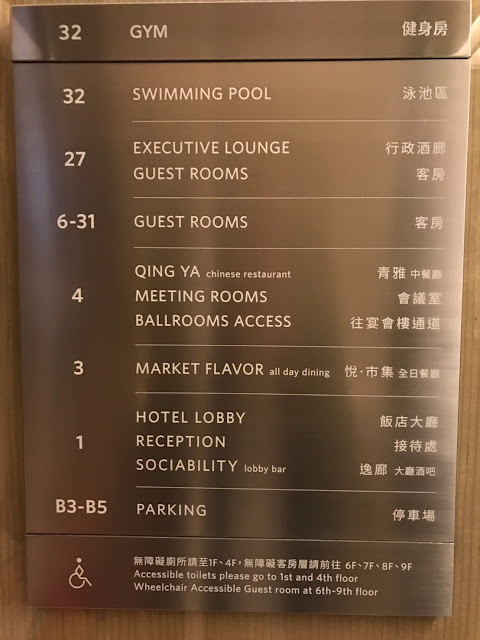 32 GYM 健身房
32 SWIMMING POOL 泳池區
27 EXECUTIVE LOUNGE 行政酒廊
GUEST ROOMS 客房
6-31 GUEST ROOMS 客房
QING YA chinese restaurant 青雅 中餐廳
4 MEETING ROOMS 會議室
BALLROOMS ACCESS 往宴會樓通道
3 MARKET FLAVOR all day dining 悅·市集 全日餐廳
HOTEL LOBBY 飯店大廳
1 RECEPTION 接待處
SOCIABILITY lobby bar 逸廊 大廳酒吧
B3-B5 PARKING 停車場
無障礙廁所請至1F、4F，無障礙客房層請前往 6F、7F、8F、9F
Accessible toilets please go to 1st and 4th floor
Wheelchair Accessible Guest room at 6th-9th floor